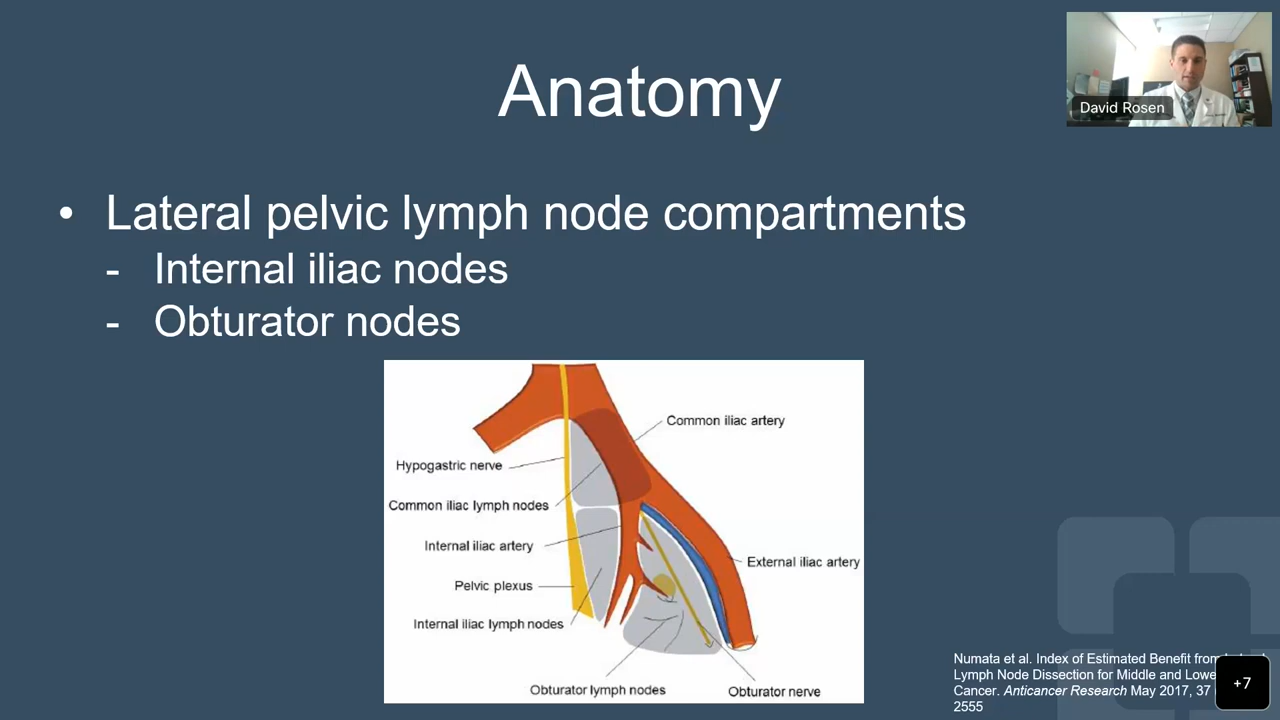 David Rosen
Anatomy
• Lateral pelvic lymph node compartments
- Internal iliac nodes
- Obturator nodes
Common iliac artery
Hypogastric nerve
Common iliac lymph nodes
Internal iliac artery
External iliac artery
Pelvic plexus
Internal iliac lymph nodes
Obturator lymph nodes
Obturator nerve
Numata et al. Index of Estimated Benefit from
Lymph Node Dissection for Middle and
Cancer. Anticancer Research May 2017, 37
2555
+7